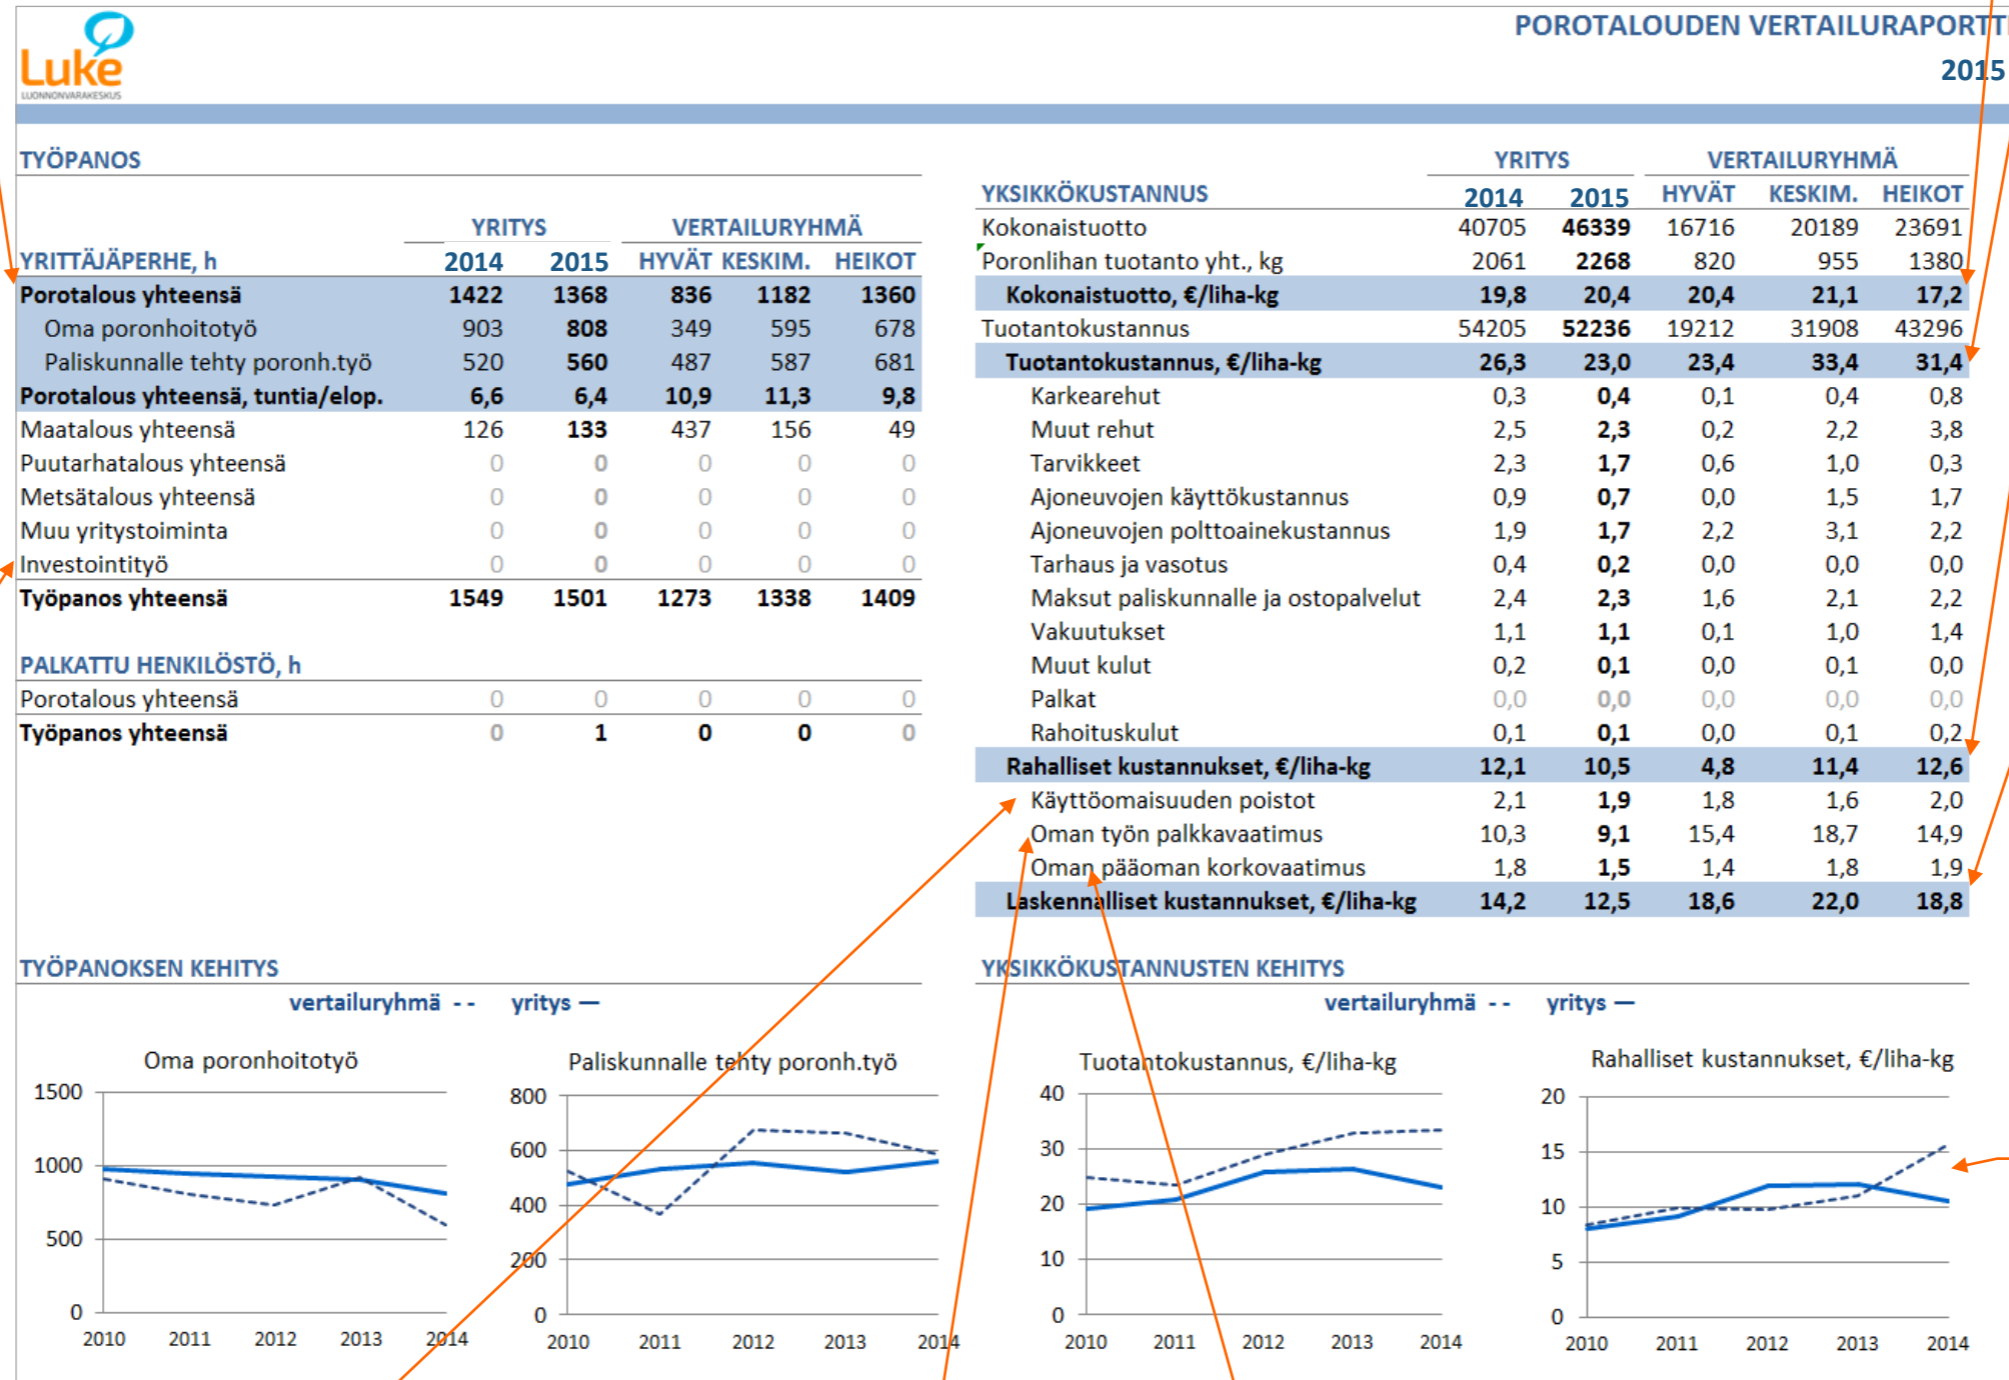 Luke
LUONNONVARAKESKUS
POROTALOUDEN VERTAILURAPORTTI
2015
TYÖPANOS
YRITYS VERTAILURYHMÄ
YRITTÄJÄPERHE, h 2014 2015 HYVÄT KESKIM. HEIKOT
Porotalous yhteensä 1422 1368 836 1182 1360
Oma poronhoitotyö 903 808 349 595 678
Paliskunnalle tehty poronh.työ 520 560 487 587 681
Porotalous yhteensä, tuntia/elop. 6,6 6,4 10,9 11,3 9,8
Maatalous yhteensä 126 133 437 156 49
Puutarhatalous yhteensä 0 0 0 0 0
Metsätalous yhteensä 0 0 0 0 0
Muu yritystoiminta 0 0 0 0 0
Investointityö 0 0 0 0 0
Työpanos yhteensä 1549 1501 1273 1338 1409
PALKATTU HENKILÖSTÖ, h
Porotalous yhteensä 0 0 0 0 0
Työpanos yhteensä 0 1 0 0 0
YRITYS VERTAILURYHMÄ
YKSIKKÖKUSTANNUS 2014 2015 HYVÄT KESKIM. HEIKOT
Kokonaistuotto 40705 46339 16716 20189 23691
Poronlihan tuotanto yht., kg 2061 2268 820 955 1380
Kokonaistuotto, €/liha-kg 19,8 20,4 20,4 21,1 17,2
Tuotantokustannus 54205 52236 19212 31908 43296
Tuotantokustannus, €/liha-kg 26,3 23,0 23,4 33,4 31,4
Karkearehut 0,3 0,4 0,1 0,4 0,8
Muut rehut 2,5 2,3 0,2 2,2 3,8
Tarvikkeet 2,3 1,7 0,6 1,0 0,3
Ajoneuvojen käyttökustannus 0,9 0,7 0,0 1,5 1,7
Ajoneuvojen polttoainekustannus 1,9 1,7 2,2 3,1 2,2
Tarhaus ja vasotus 0,4 0,2 0,0 0,0 0,0
Maksut paliskunnalle ja ostopalvelut 2,4 2,3 1,6 2,1 2,2
Vakuutukset 1,1 1,1 0,1 1,0 1,4
Muut kulut 0,2 0,1 0,0 0,1 0,0
Palkat 0,0 0,0 0,0 0,0 0,0
Rahoituskulut 0,1 0,1 0,0 0,1 0,2
Rahalliset kustannukset, €/liha-kg 12,1 10,5 4,8 11,4 12,6
Käyttöomaisuuden poistot 2,1 1,9 1,8 1,6 2,0
Oman työn palkkavaatimus 10,3 9,1 15,4 18,7 14,9
Oman pääoman korkovaatimus 1,8 1,5 1,4 1,8 1,9
Laskennalliset kustannukset, €/liha-kg 14,2 12,5 18,6 22,0 18,8
TYÖPANOKSEN KEHITYS
vertailuryhmä - - yritys —
Oma poronhoitotyö
1500
1000
500
0
2010 2011 2012 2013 2014
Paliskunnalle tehty poronh.työ
800
600
400
200
0
2010 2011 2012 2013 2014
YKSIKKÖKUSTANNUSTEN KEHITYS
vertailuryhmä - - yritys —
Tuotantokustannus, €/liha-kg
40
30
20
10
0
2010 2011 2012 2013 2014
Rahalliset kustannukset, €/liha-kg
20
15
10
5
0
2010 2011 2012 2013 2014